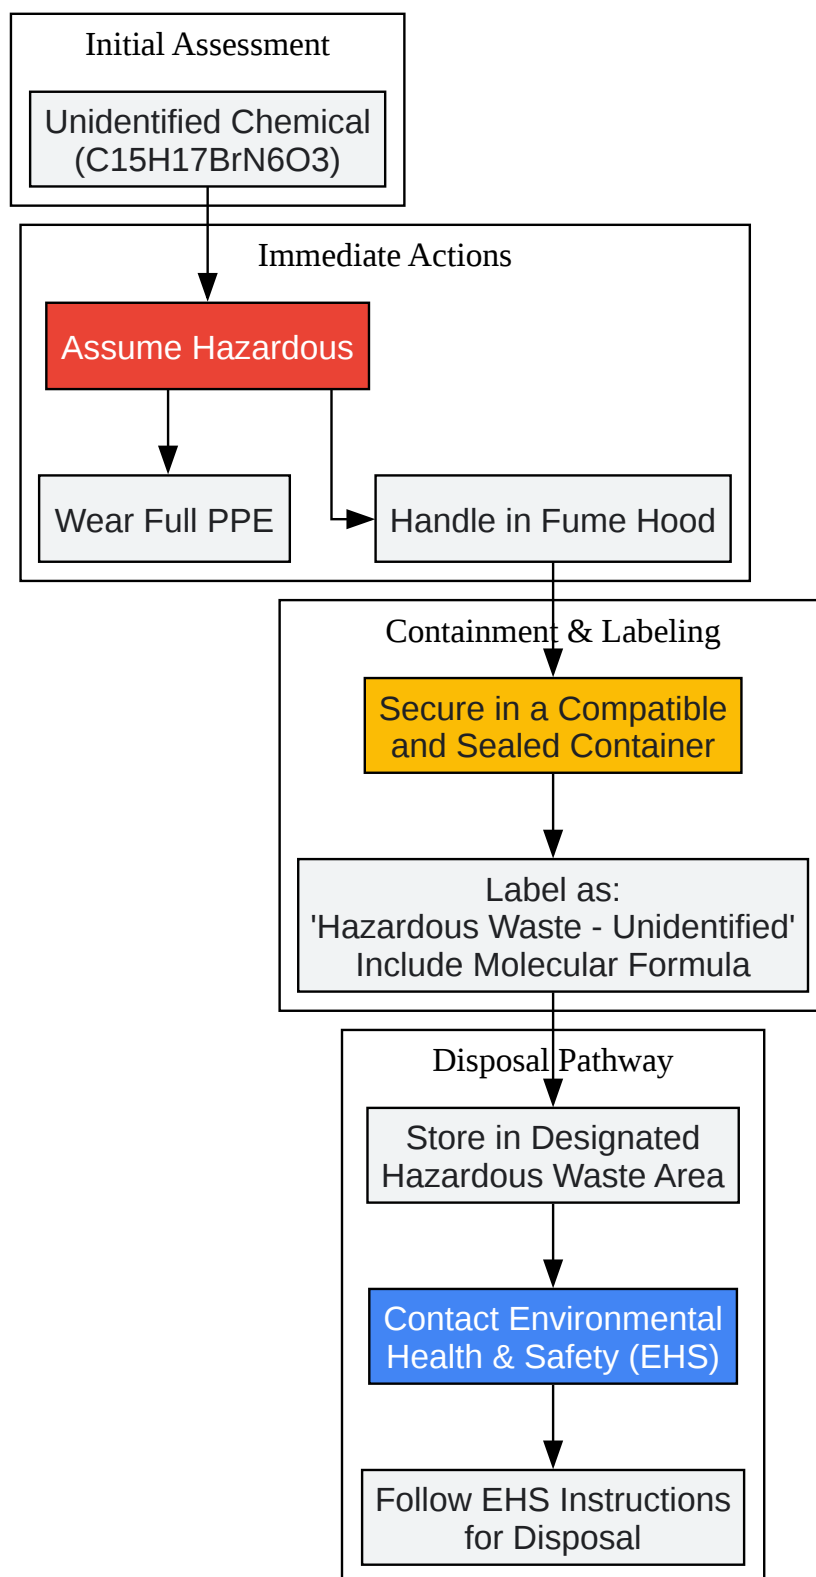 Initial Assessment
Unidentified Chemical
(C15H17BrN6O3)
Immediate Actions
Assume Hazardous
Wear Full PPE
Handle in Fume Hood
Containment & Labeling
Secure in a Compatible
and Sealed Container
Label as:
'Hazardous Waste - Unidentified'
Include Molecular Formula
Disposal Pathway
Store in Designated
Hazardous Waste Area
Contact Environmental
Health & Safety (EHS)
Follow EHS Instructions
for Disposal